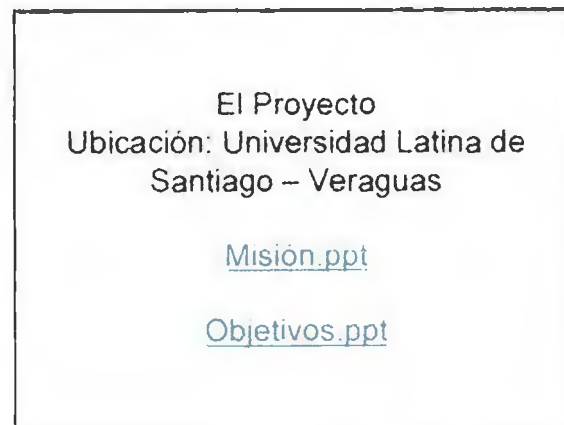 El Proyecto
Ubicación: Universidad Latina de
Santiago – Veraguas
Misión.ppt
Objetivos.ppt